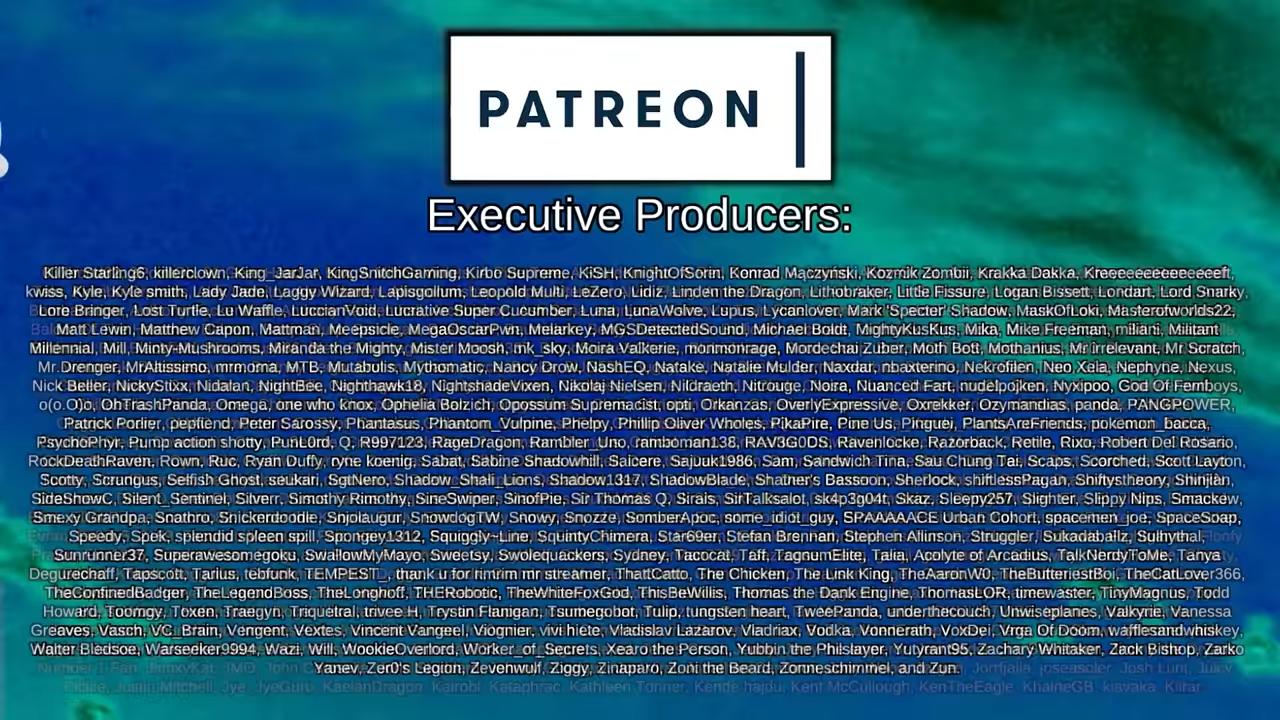 PATREON
Executive Producers:
Killer Starling6, killerclown, King_JarJar, KingSnitchGaming, Kirbo Supreme, KiSH, KnightOfSorin, Konrad Mączyński, Kozmik Zombii, Krakka Dakka, Kreeeeeeeeeeeeeft,
kwiss, Kyle, Kyle smith, Lady Jade, Laggy Wizard, Lapisgollum, Leopold Multi, LeZero, Lidiz, Linden the Dragon, Lithobraker, Little Fissure, Logan Bissett, Londart, Lord Snarky,
Lore Bringer, Lost Turtle, Lu Waffle, LuccianVoid, Lucrative Super Cucumber, Luna, LunaWolve, Lupus, Lycanlover, Mark 'Specter' Shadow, MaskOfLoki, Masterofworlds22,
Matt Lewin, Matthew Capon, Mattman, Meepsicle, MegaOscarPwn, Melarkey, MGSDetectedSound, Michael Boldt, MightyKusKus, Mika, Mike Freeman, miliani, Militant
Millennial, Mill, Minty-Mushrooms, Miranda the Mighty, Mister Moosh, mk_sky, Moira Valkerie, momomirage, Mordechai Zuber, Moth Bott, Mothanius, Mr irrelevant, Mr Scratch,
Mr.Drenger, MrAltissimo, mrmoma, MTB, Mutabulis, Mythomatic, Nancy Drow, NashEQ, Natake, Natalie Mulder, Naxdar, nbaxterino, Nekrofilen, Neo Xela, Nephyne, Nexus,
Nick Beller, NickyStixx, Nidalan, NightBee, Nighthawk18, NightshadeVixen, Nikolaj Nielsen, Nildraeth, Nitrouge, Noira, Nuanced Fart, nudelpojken, Nyxipoo, God Of Femboys,
o(o.O)o, OhTrashPanda, Omega, one who knox, Ophelia Bolzich, Opossum Supremacist, opti, Orkanzas, OverlyExpressive, Oxrekker, Ozymandias, panda, PANGPOWER,
Patrick Porlier, pepfiend, Peter Sarossy, Phantasus, Phantom_Vulpine, Phelpy, Phillip Oliver Wholes, PikaPire, Pine Us, Pinguej, PlantsAreFriends, pokemon_bacca,
PsychoPhyr, Pump action shotty, PunL0rd, Q, R997123, RageDragon, Rambler_Uno, ramboman138, RAV3G0DS, Ravenlocke, Razorback, Retile, Rixo, Robert Del Rosario,
RockDeathRaven, Rown, Ruc, Ryan Duffy, ryne koenig, Sabat, Sabine Shadowhill, Saicere, Sajuuk1986, Sam, Sandwich Tina, Sau Chung Tai, Scaps, Scorched, Scott Layton,
Scotty, Scrungus, Selfish Ghost, seukari, SgtNero, Shadow_Shall_Lions, Shadow1317, ShadowBlade, Shatner's Bassoon, Sherlock, shiftlessPagan, Shiftystheory, Shinjian,
SideShowC, Silent_Sentinel, Silverr, Simothy Rimothy, SineSwiper, SinofPie, Sir Thomas Q, Sirais, SirTalksalot, sk4p3g04t, Skaz, Sleepy257, Slighter, Slippy Nips, Smackew,
Smexy Grandpa, Snathro, Snickerdoodle, Snjolaugur, SnowdogTW, Snowy, Snozze, SomberApoc, some_idiot_guy, SPAAAAACE Urban Cohort, spacemen_joe, SpaceSoap,
Speedy, Spek, splendid spleen spill, Spongey1312, Squiggly~Line, SquintyChimera, Star69er, Stefan Brennan, Stephen Allinson, Struggler, Sukadaballz, Sulhythal,
Sunrunner37, Superawesomegoku, SwallowMyMayo, Sweetsy, Swolequackers, Sydney, Tacocat, Taff, TagnumElite, Talia, Acolyte of Arcadius, TalkNerdyToMe, Tanya
Degurechaff, Tapscott, Tarius, tebfunk, TEMPEST_, thank u for rimrim mr streamer, ThattCatto, The Chicken, The Link King, TheAaronW0, TheButteriestBoi, TheCatLover366,
TheConfinedBadger, TheLegendBoss, TheLonghoff, THERobotic, TheWhiteFoxGod, ThisBeWillis, Thomas the Dank Engine, ThomasLOR, timewaster, TinyMagnus, Todd
Howard, Toomgy, Toxen, Traegyn, Triquetral, trivee H, Trystin Flanigan, Tsumegobot, Tulip, tungsten heart, TweePanda, underthecouch, Unwiseplanes, Valkyrie, Vanessa
Greaves, Vasch, VC_Brain, Vengent, Vextes, Vincent Vangeel, Viognier, vivi hiete, Vladislav Lazarov, Vladriax, Vodka, Vonnerath, VoxDei, Vrga Of Doom, wafflesandwhiskey,
Walter Bledsoe, Warseeker9994, Wazi, Will, WookieOverlord, Worker_of_Secrets, Xearo the Person, Yubbin the Philslayer, Yutyrant95, Zachary Whitaker, Zack Bishop, Zarko
Yanev, Zer0's Legion, Zevenwulf, Ziggy, Zinaparo, Zoni the Beard, Zonneschimmel, and Zun.